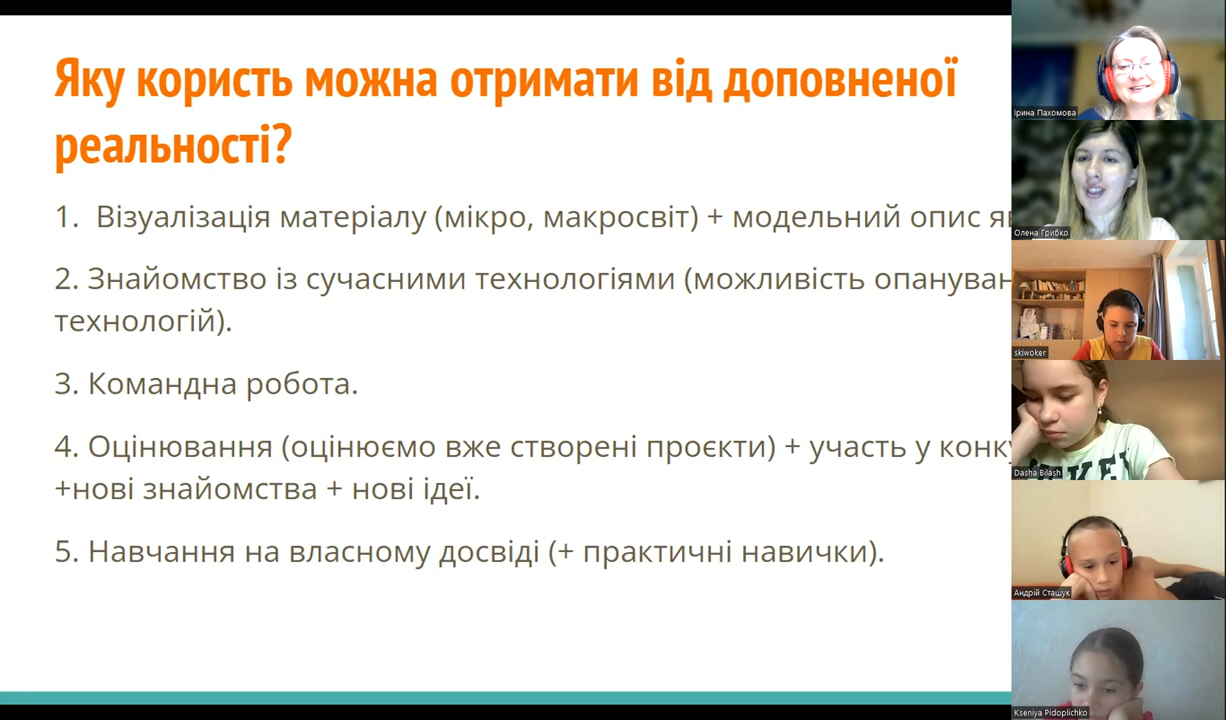 Яку користь можна отримати від доповненої
реальності?
1. Візуалізація матеріалу (мікро, макросвіт) + модельний опис
2. Знайомство із сучасними технологіями (можливість
технологій).
3. Командна робота.
4. Оцінювання (оцінюємо вже створені проєкти) + участь у
+нові знайомства + нові ідеї.
5. Навчання на власному досвіді (+ практичні навички).
Ірина Пахомова
Олена Грибко
skiwoker
Dasha Bilash
Андрій Сташук
Kseniya Pidoplichko